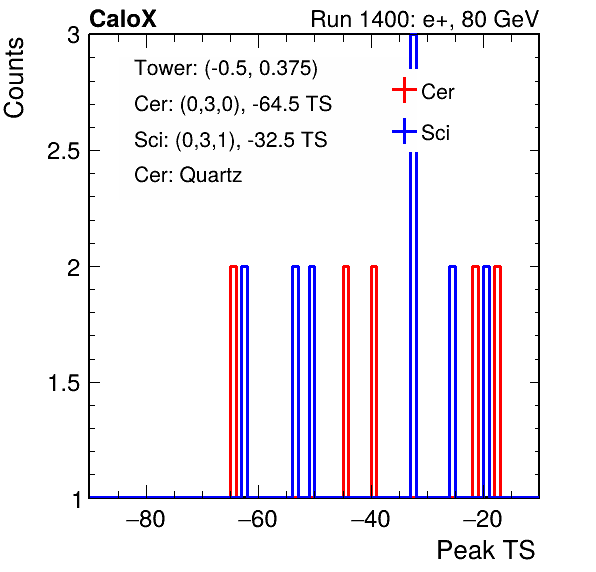 CaloX Run 1400: e+, 80 GeV
Counts
Tower: (-0.5, 0.375)
Cer: (0,3,0), -64.5 TS
Sci: (0,3,1), -32.5 TS
Cer: Quartz
Cer
Sci
3
2.5
2
1.5
1
−80 −60 −40 −20
Peak TS